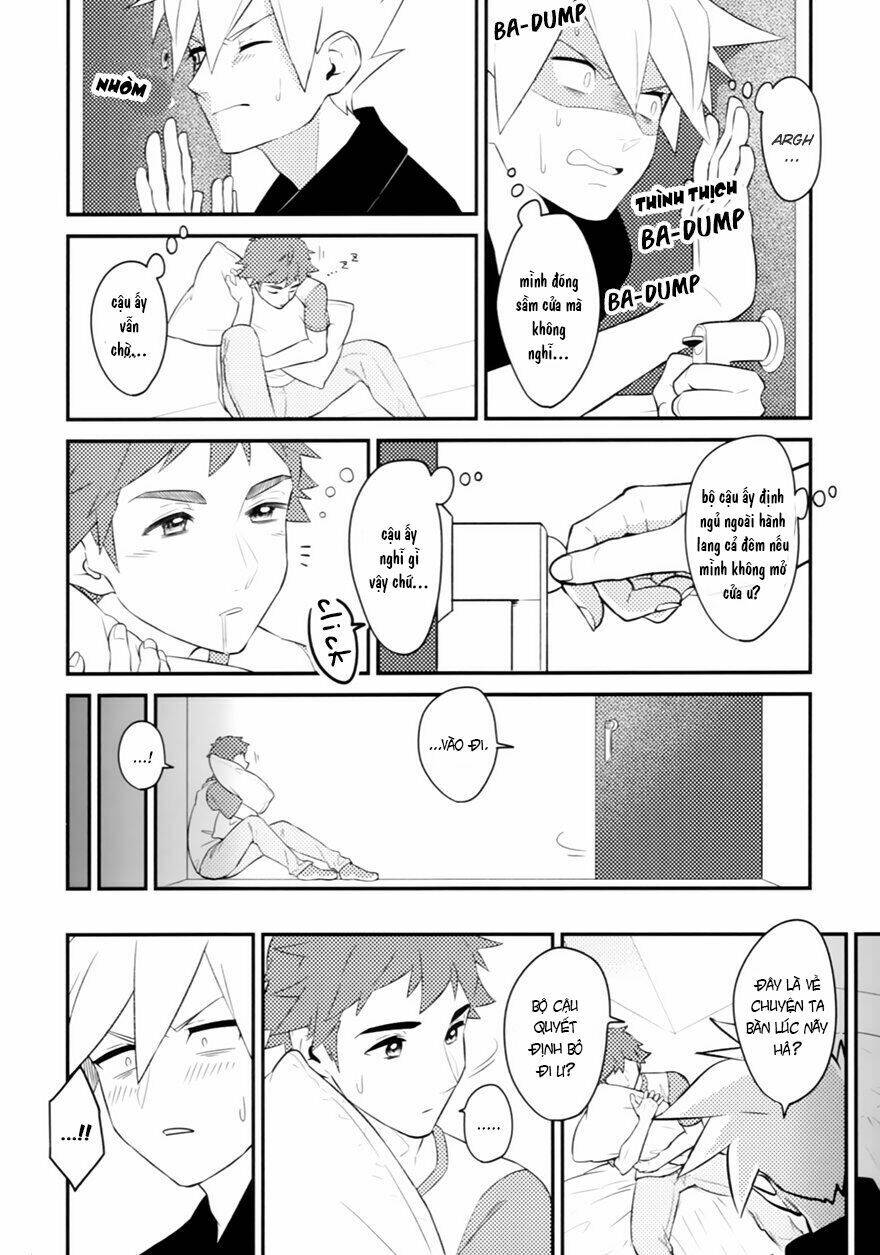 BA-DUMP
ARGH
...
THÌNH THỊCH
BA-DUMP
BA-DUMP
mình đóng
sầm cửa mà
không
nghĩ...
NHÒM
cậu ấy
vẫn
chờ...
bộ cậu ấy định
ngủ ngoài hành
lang cả đêm nếu
mình không mở
cửa ư?
cậu ấy
nghĩ gì
vậy chứ...
click
...VÀO ĐI.
...!
ĐÂY LÀ VỀ
CHUYỆN TA
BÀN LÚC NÃY
HẢ?
BỘ CẬU
QUYẾT
ĐỊNH BỎ
ĐI Ư?
.....
...!!